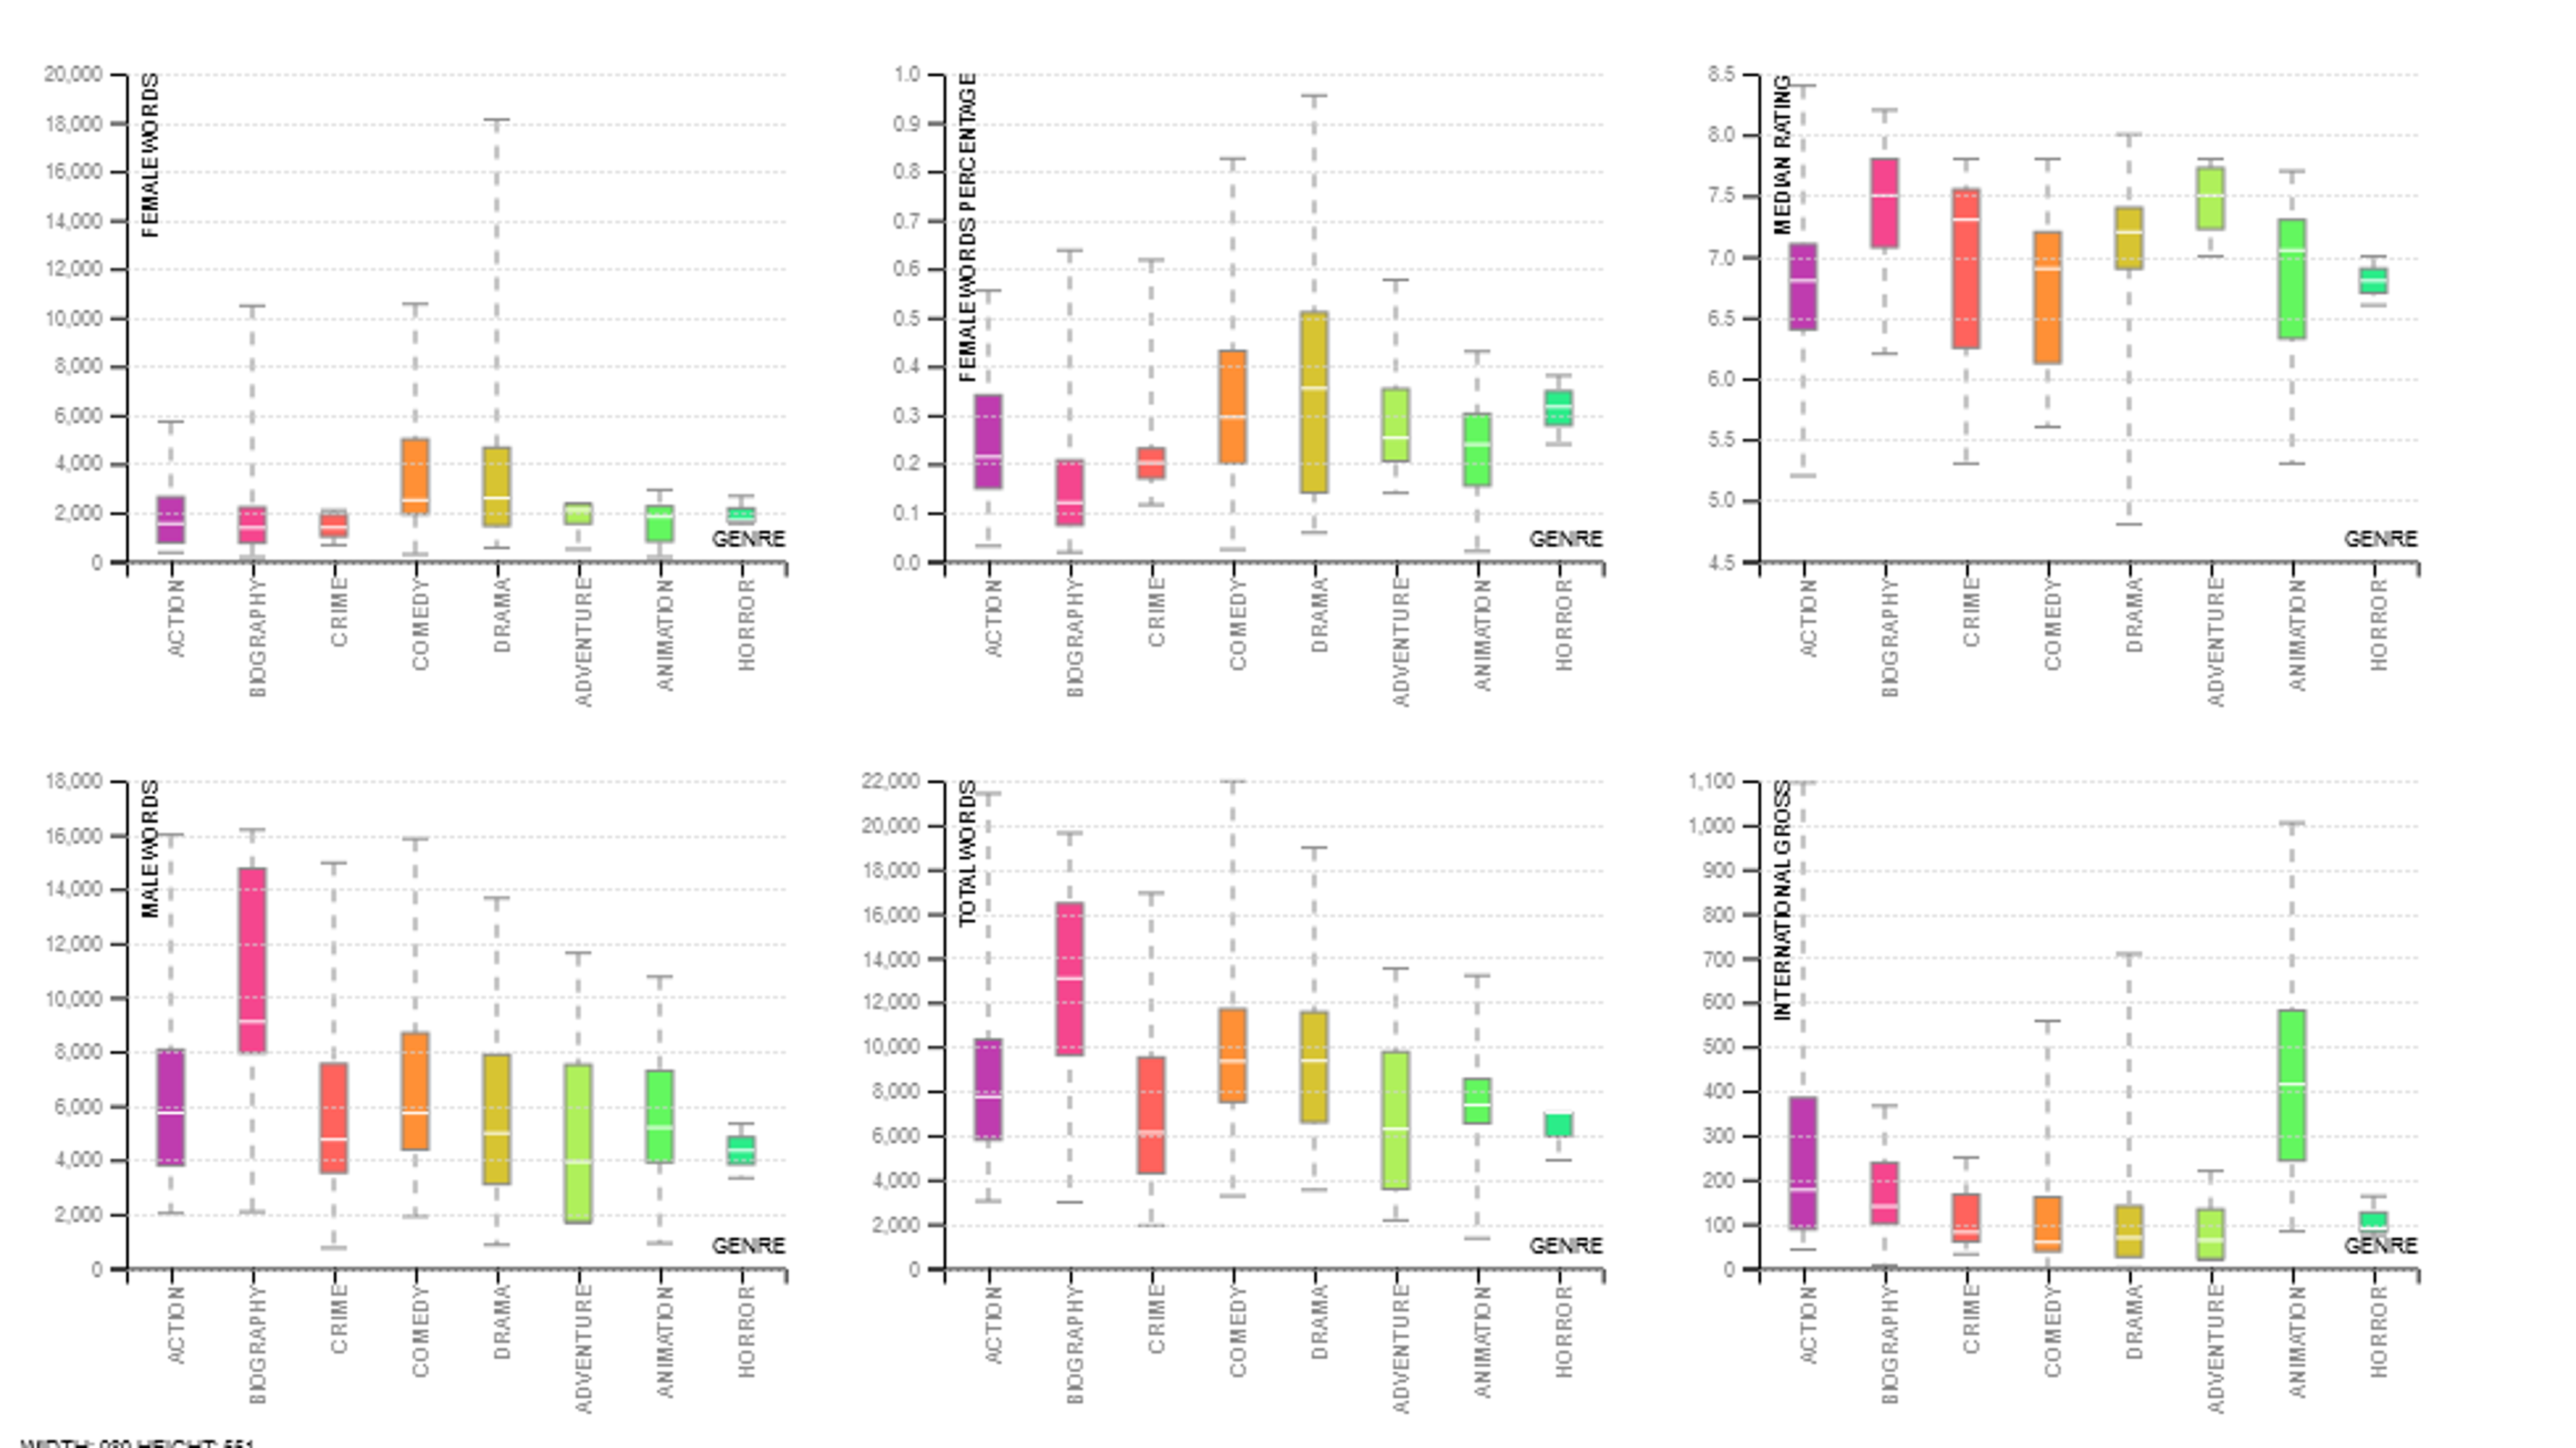 FEMALE WORDS
20,000
18,000
16,000
14,000
12,000
10,000
8,000
6,000
4,000
2,000
0
GENRE
ACTION
BIOGRAPHY
CRIME
COMEDY
DRAMA
ADVENTURE
ANIMATION
HORROR
FEMALE WORDS PERCENTAGE
1.0
0.9
0.8
0.7
0.6
0.5
0.4
0.3
0.2
0.1
0.0
GENRE
ACTION
BIOGRAPHY
CRIME
COMEDY
DRAMA
ADVENTURE
ANIMATION
HORROR
MEDIAN RATING
8.5
8.0
7.5
7.0
6.5
6.0
5.5
5.0
4.5
GENRE
ACTION
BIOGRAPHY
CRIME
COMEDY
DRAMA
ADVENTURE
ANIMATION
HORROR
MALE WORDS
18,000
16,000
14,000
12,000
10,000
8,000
6,000
4,000
2,000
0
GENRE
ACTION
BIOGRAPHY
CRIME
COMEDY
DRAMA
ADVENTURE
ANIMATION
HORROR
TOTAL WORDS
22,000
20,000
18,000
16,000
14,000
12,000
10,000
8,000
6,000
4,000
2,000
0
GENRE
ACTION
BIOGRAPHY
CRIME
COMEDY
DRAMA
ADVENTURE
ANIMATION
HORROR
INTERNATIONAL GROSS
1,100
1,000
900
800
700
600
500
400
300
200
100
0
GENRE
ACTION
BIOGRAPHY
CRIME
COMEDY
DRAMA
ADVENTURE
ANIMATION
HORROR
WIDTH: HEIGHT: